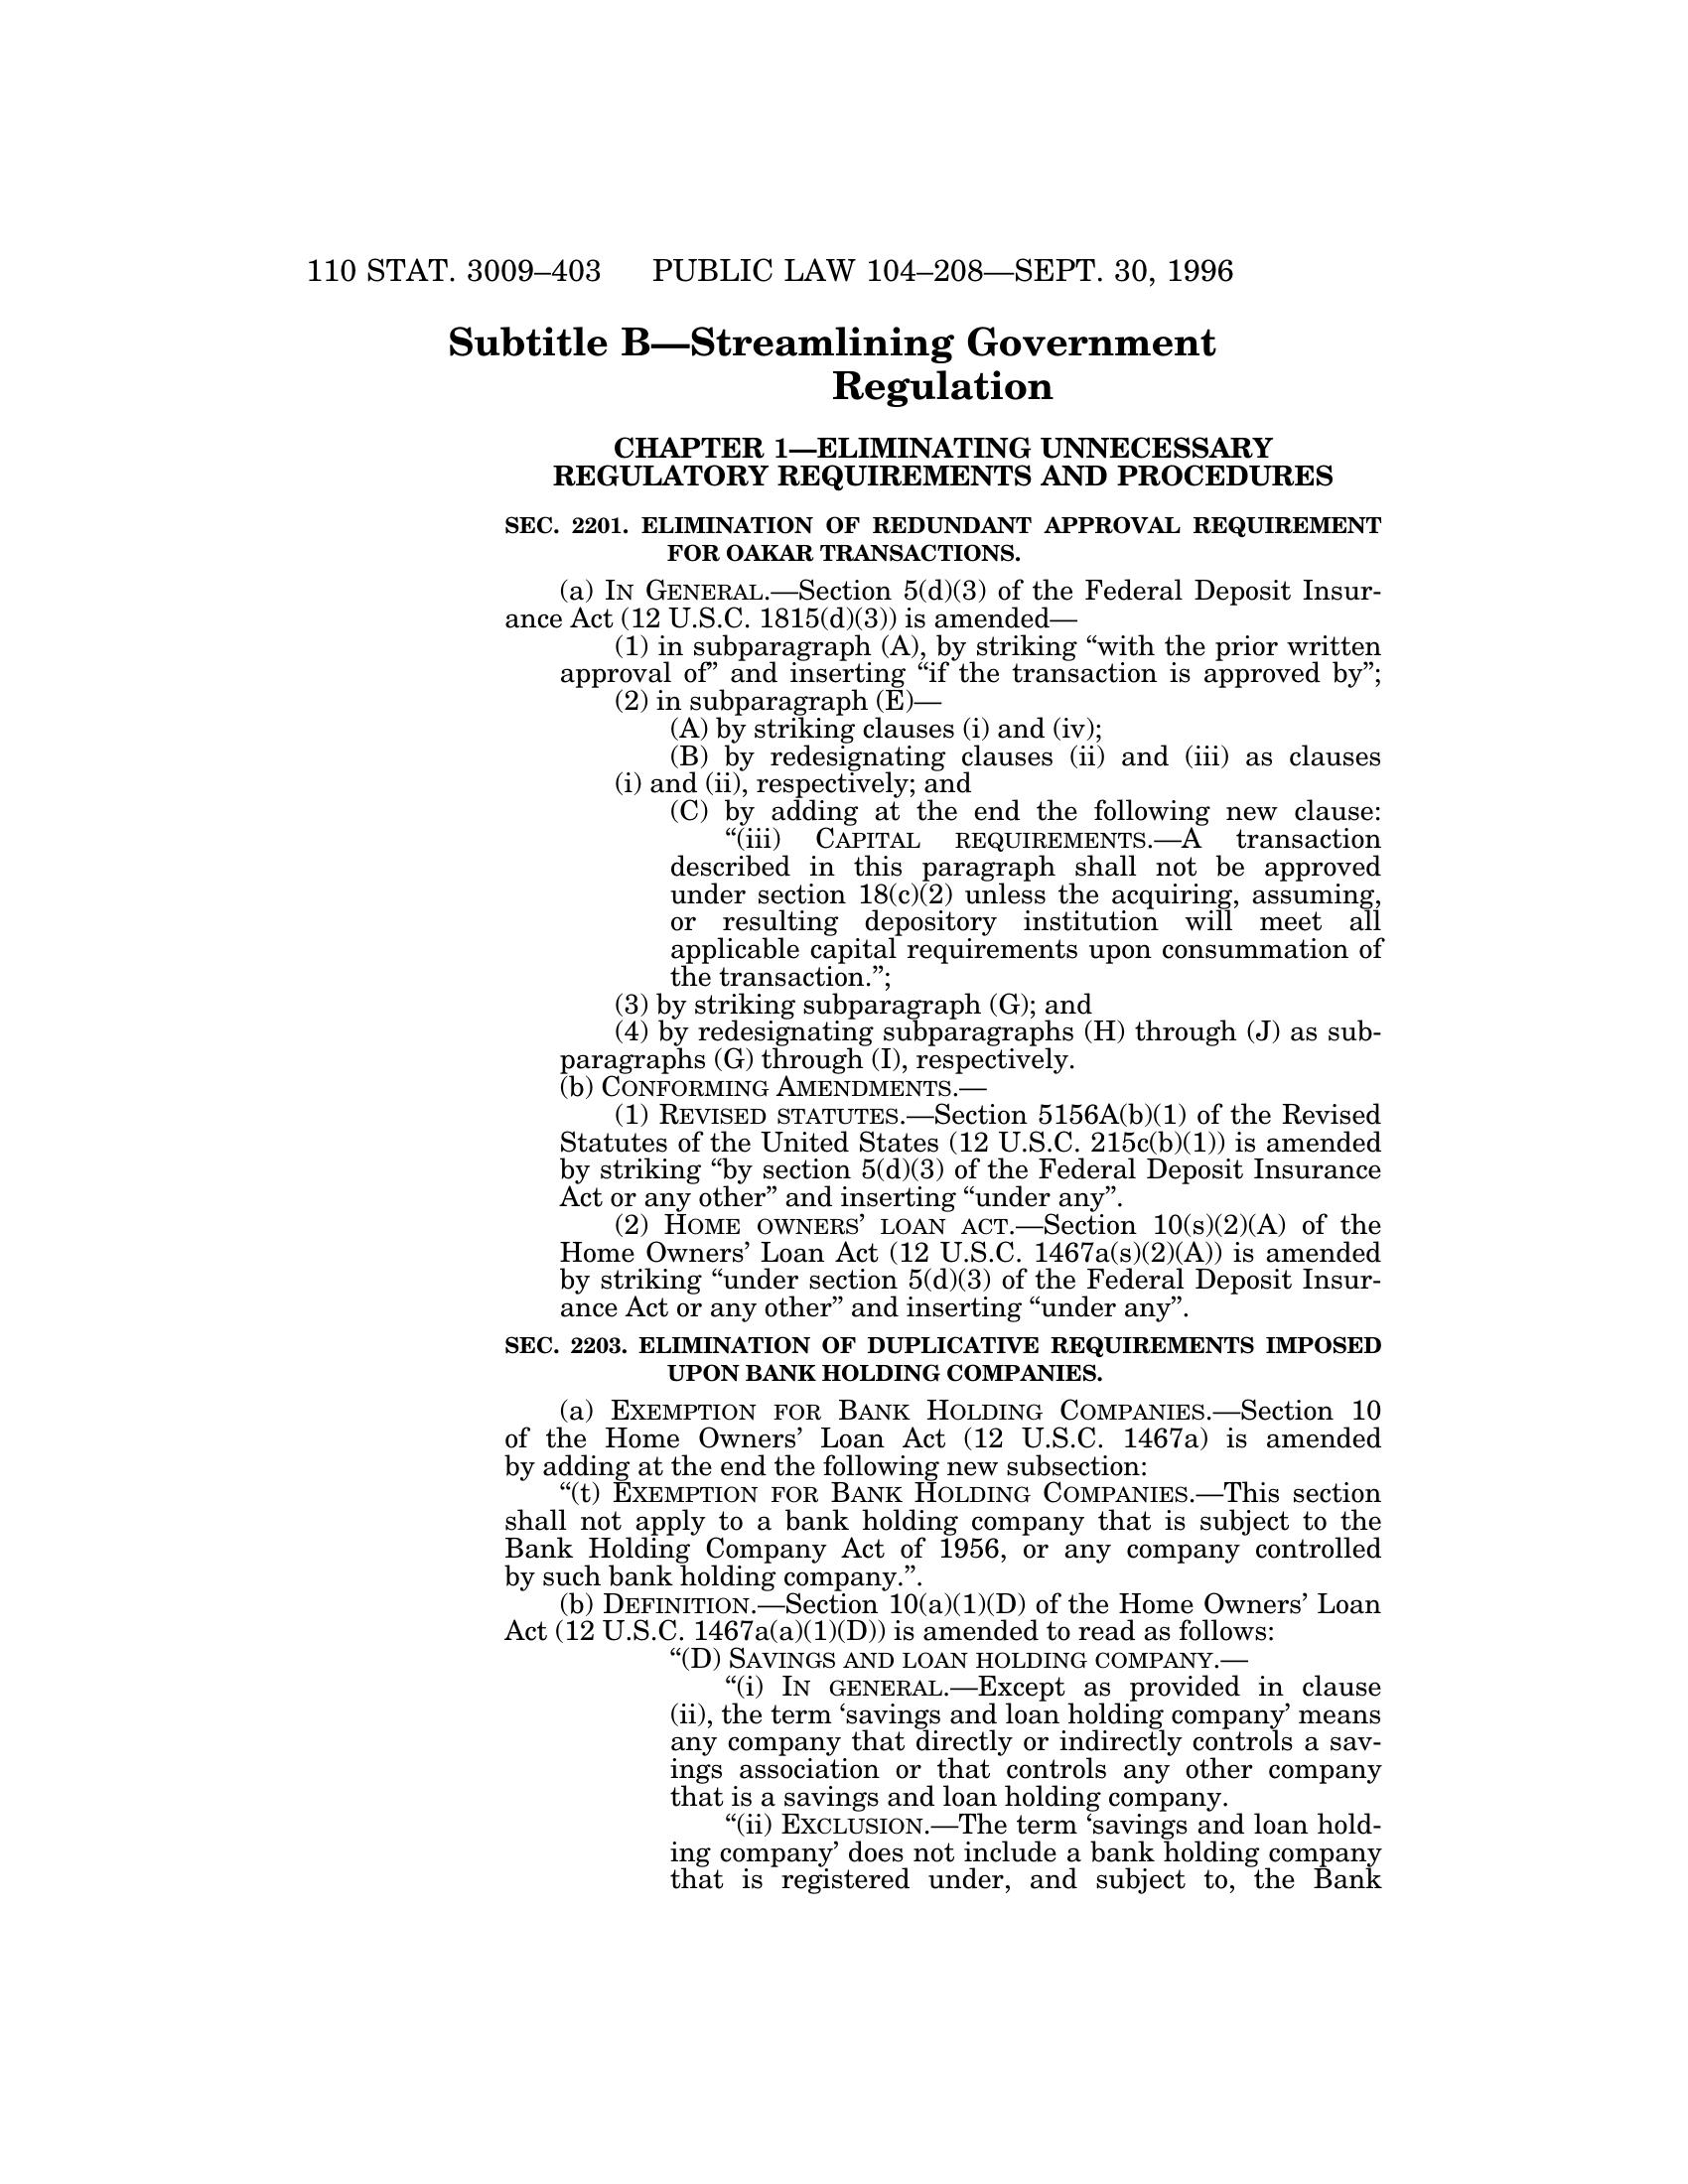 110 STAT. 3009–403 PUBLIC LAW 104–208—SEPT. 30, 1996
Subtitle B—Streamlining Government
Regulation
CHAPTER 1—ELIMINATING UNNECESSARY
REGULATORY REQUIREMENTS AND PROCEDURES
SEC. 2201. ELIMINATION OF REDUNDANT APPROVAL REQUIREMENT
FOR OAKAR TRANSACTIONS.
(a) IN GENERAL.—Section 5(d)(3) of the Federal Deposit Insur-
ance Act (12 U.S.C. 1815(d)(3)) is amended—
(1) in subparagraph (A), by striking “with the prior written
approval of” and inserting “if the transaction is approved by”;
(2) in subparagraph (E)—
(A) by striking clauses (i) and (iv);
(B) by redesignating clauses (ii) and (iii) as clauses
(i) and (ii), respectively; and
(C) by adding at the end the following new clause:
“(iii) CAPITAL REQUIREMENTS.—A transaction
described in this paragraph shall not be approved
under section 18(c)(2) unless the acquiring, assuming,
or resulting depository institution will meet all
applicable capital requirements upon consummation of
the transaction.”;
(3) by striking subparagraph (G); and
(4) by redesignating subparagraphs (H) through (J) as sub-
paragraphs (G) through (I), respectively.
(b) CONFORMING AMENDMENTS.—
(1) REVISED STATUTES.—Section 5156A(b)(1) of the Revised
Statutes of the United States (12 U.S.C. 215c(b)(1)) is amended
by striking “by section 5(d)(3) of the Federal Deposit Insurance
Act or any other” and inserting “under any”.
(2) HOME OWNERS’ LOAN ACT.—Section 10(s)(2)(A) of the
Home Owners’ Loan Act (12 U.S.C. 1467a(s)(2)(A)) is amended
by striking “under section 5(d)(3) of the Federal Deposit Insur-
ance Act or any other” and inserting “under any”.
SEC. 2203. ELIMINATION OF DUPLICATIVE REQUIREMENTS IMPOSED
UPON BANK HOLDING COMPANIES.
(a) EXEMPTION FOR BANK HOLDING COMPANIES.—Section 10
of the Home Owners’ Loan Act (12 U.S.C. 1467a) is amended
by adding at the end the following new subsection:
“(t) EXEMPTION FOR BANK HOLDING COMPANIES.—This section
shall not apply to a bank holding company that is subject to the
Bank Holding Company Act of 1956, or any company controlled
by such bank holding company.”.
(b) DEFINITION.—Section 10(a)(1)(D) of the Home Owners’ Loan
Act (12 U.S.C. 1467a(a)(1)(D)) is amended to read as follows:
“(D) SAVINGS AND LOAN HOLDING COMPANY.—
“(i) IN GENERAL.—Except as provided in clause
(ii), the term ‘savings and loan holding company’ means
any company that directly or indirectly controls a sav-
ings association or that controls any other company
that is a savings and loan holding company.
“(ii) EXCLUSION.—The term ‘savings and loan hold-
ing company’ does not include a bank holding company
that is registered under, and subject to, the Bank